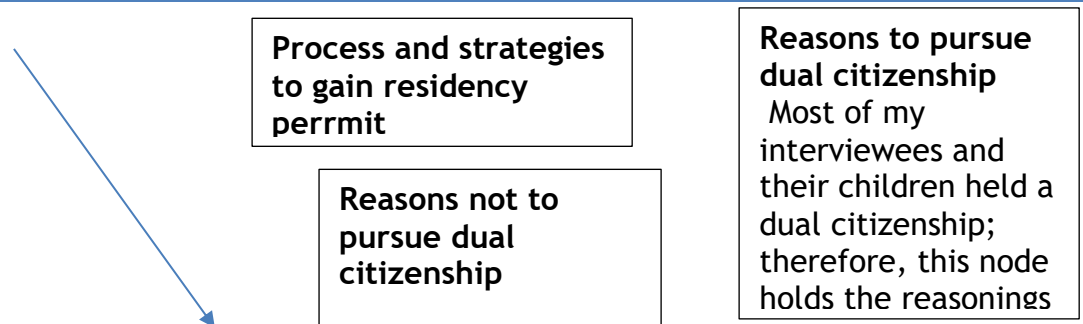 Process and strategies
to gain residency
perrmit
Reasons not to
pursue dual
citizenship
Reasons to pursue
dual citizenship
Most of my
interviewees and
their children held a
dual citizenship;
therefore, this node
holds the reasonings